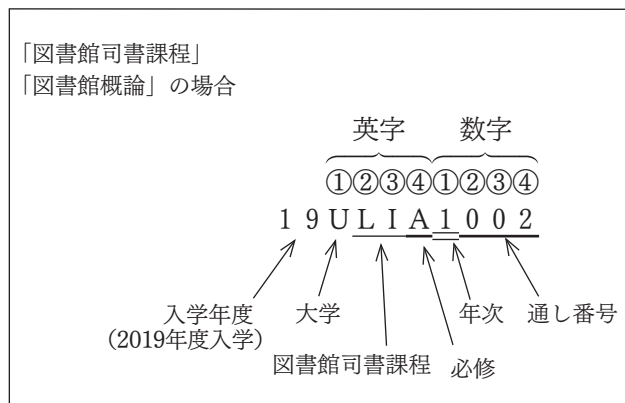 「図書館司書課程」
「図書館概論」の場合
英字 数字
①②③④①②③④
19ULIA1002
入学年度 大学 年次 通し番号
(2019年度入学)
図書館司書課程 必修